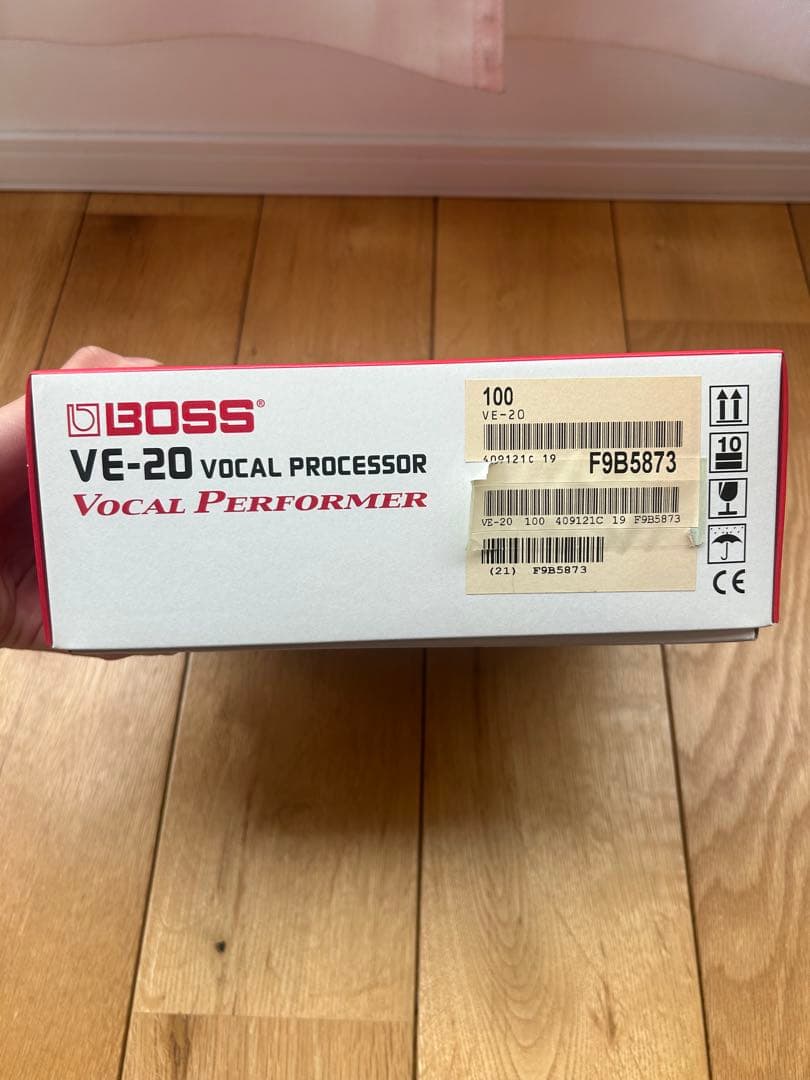 BOSS®
VE-20 VOCAL PROCESSOR
VOCAL PERFORMER
100
VE-20
409121C 19 F9B5873
VE-20 100 409121C 19 F9B5873
(21) F9B5873
10
CE